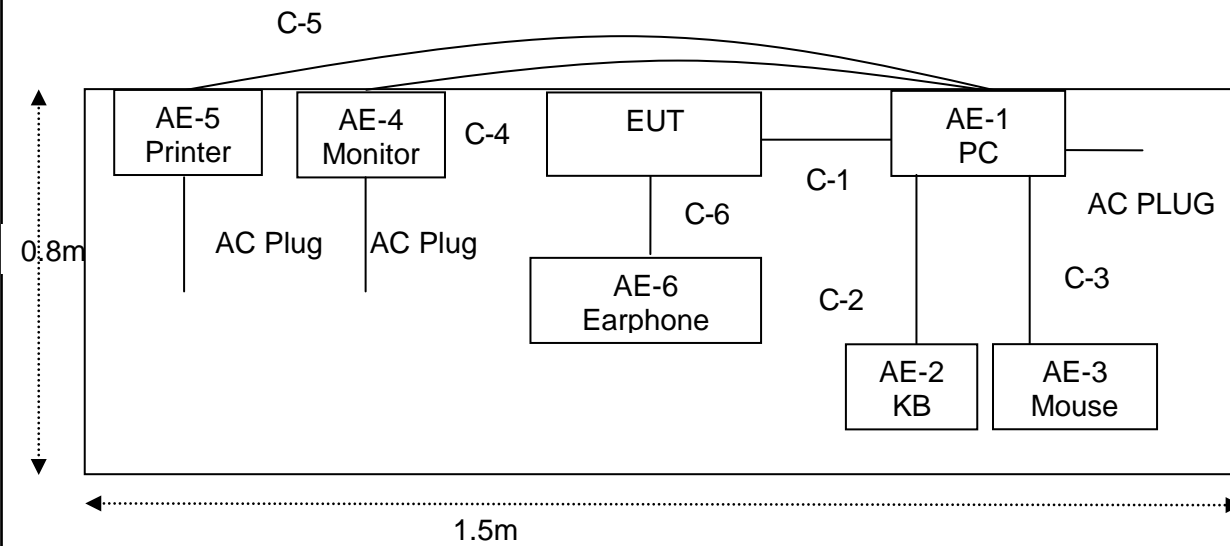 C-5
AE-5
Printer
AE-4
Monitor
C-4
EUT
AE-1
PC
C-1
AC PLUG
C-6
AC Plug
AC Plug
0.8m
AE-6
Earphone
C-2
C-3
AE-2
KB
AE-3
Mouse
1.5m